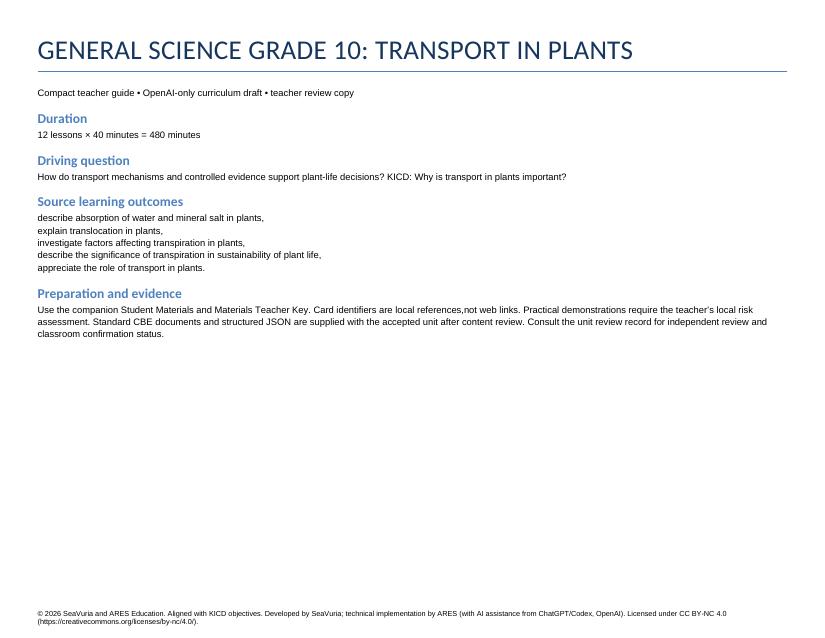 GENERAL SCIENCE GRADE 10: TRANSPORT IN PLANTS
Compact teacher guide • OpenAI-only curriculum draft • teacher review copy
Duration
12 lessons × 40 minutes = 480 minutes
Driving question
How do transport mechanisms and controlled evidence support plant-life decisions? KICD: Why is transport in plants important?
Source learning outcomes
describe absorption of water and mineral salt in plants,
explain translocation in plants,
investigate factors affecting transpiration in plants,
describe the significance of transpiration in sustainability of plant life,
appreciate the role of transport in plants.
Preparation and evidence
Use the companion Student Materials and Materials Teacher Key. Card identifiers are local references,not web links. Practical demonstrations require the teacher's local risk
assessment. Standard CBE documents and structured JSON are supplied with the accepted unit after content review. Consult the unit review record for independent review and
classroom confirmation status.
© 2026 SeaVuria and ARES Education. Aligned with KICD objectives. Developed by SeaVuria; technical implementation by ARES (with AI assistance from ChatGPT/Codex, OpenAI). Licensed under CC BY-NC 4.0
(https://creativecommons.org/licenses/by-nc/4.0/).